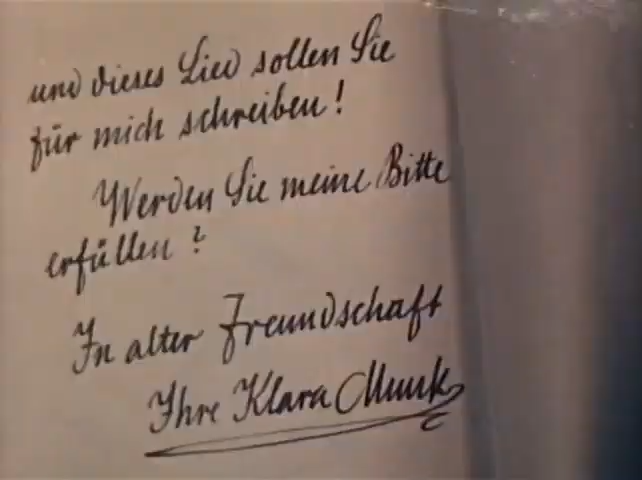 und dieses Lied sollen Sie
für mich schreiben!
Werden Sie meine Bitte
erfüllen?
In alter Freundschaft
Ihre Klara Munk